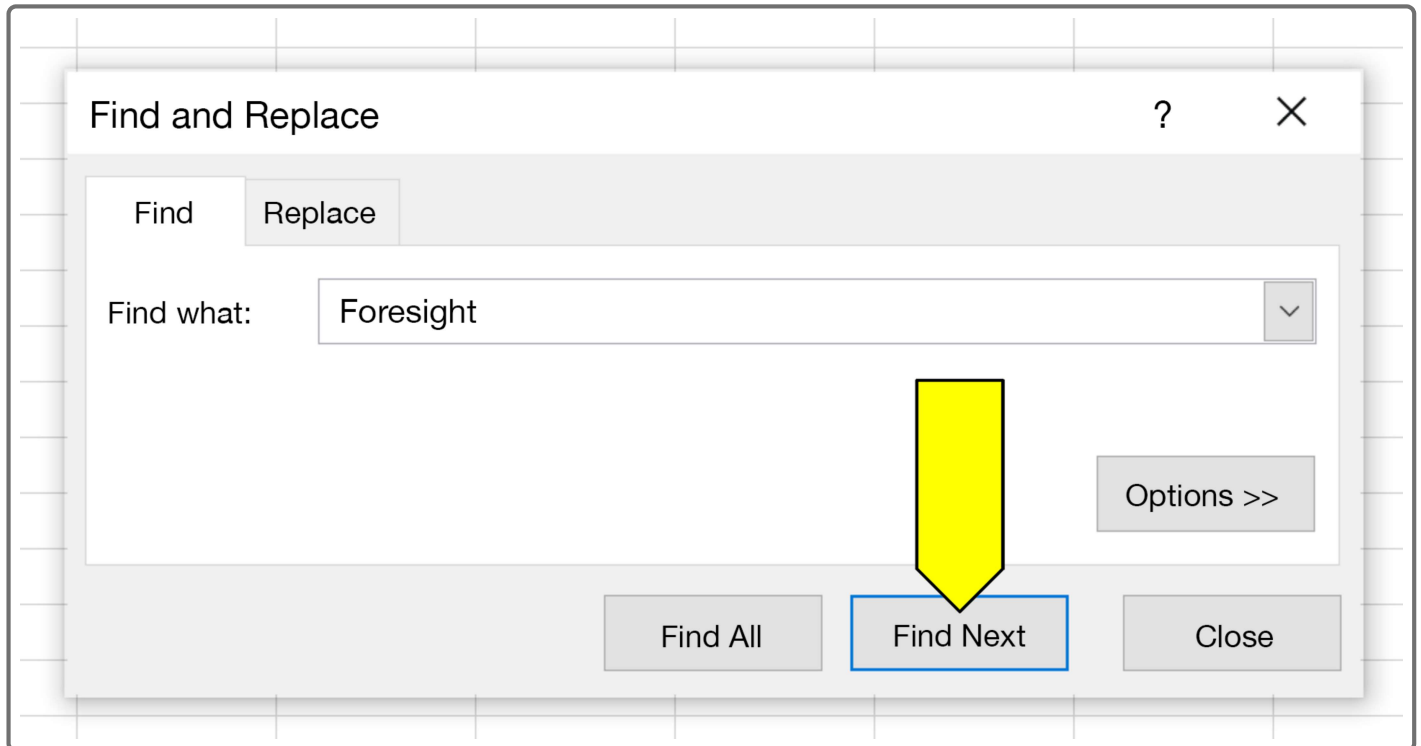 Find and Replace ?
Find Replace
Find what: Foresight
Options >>
Find All Find Next Close